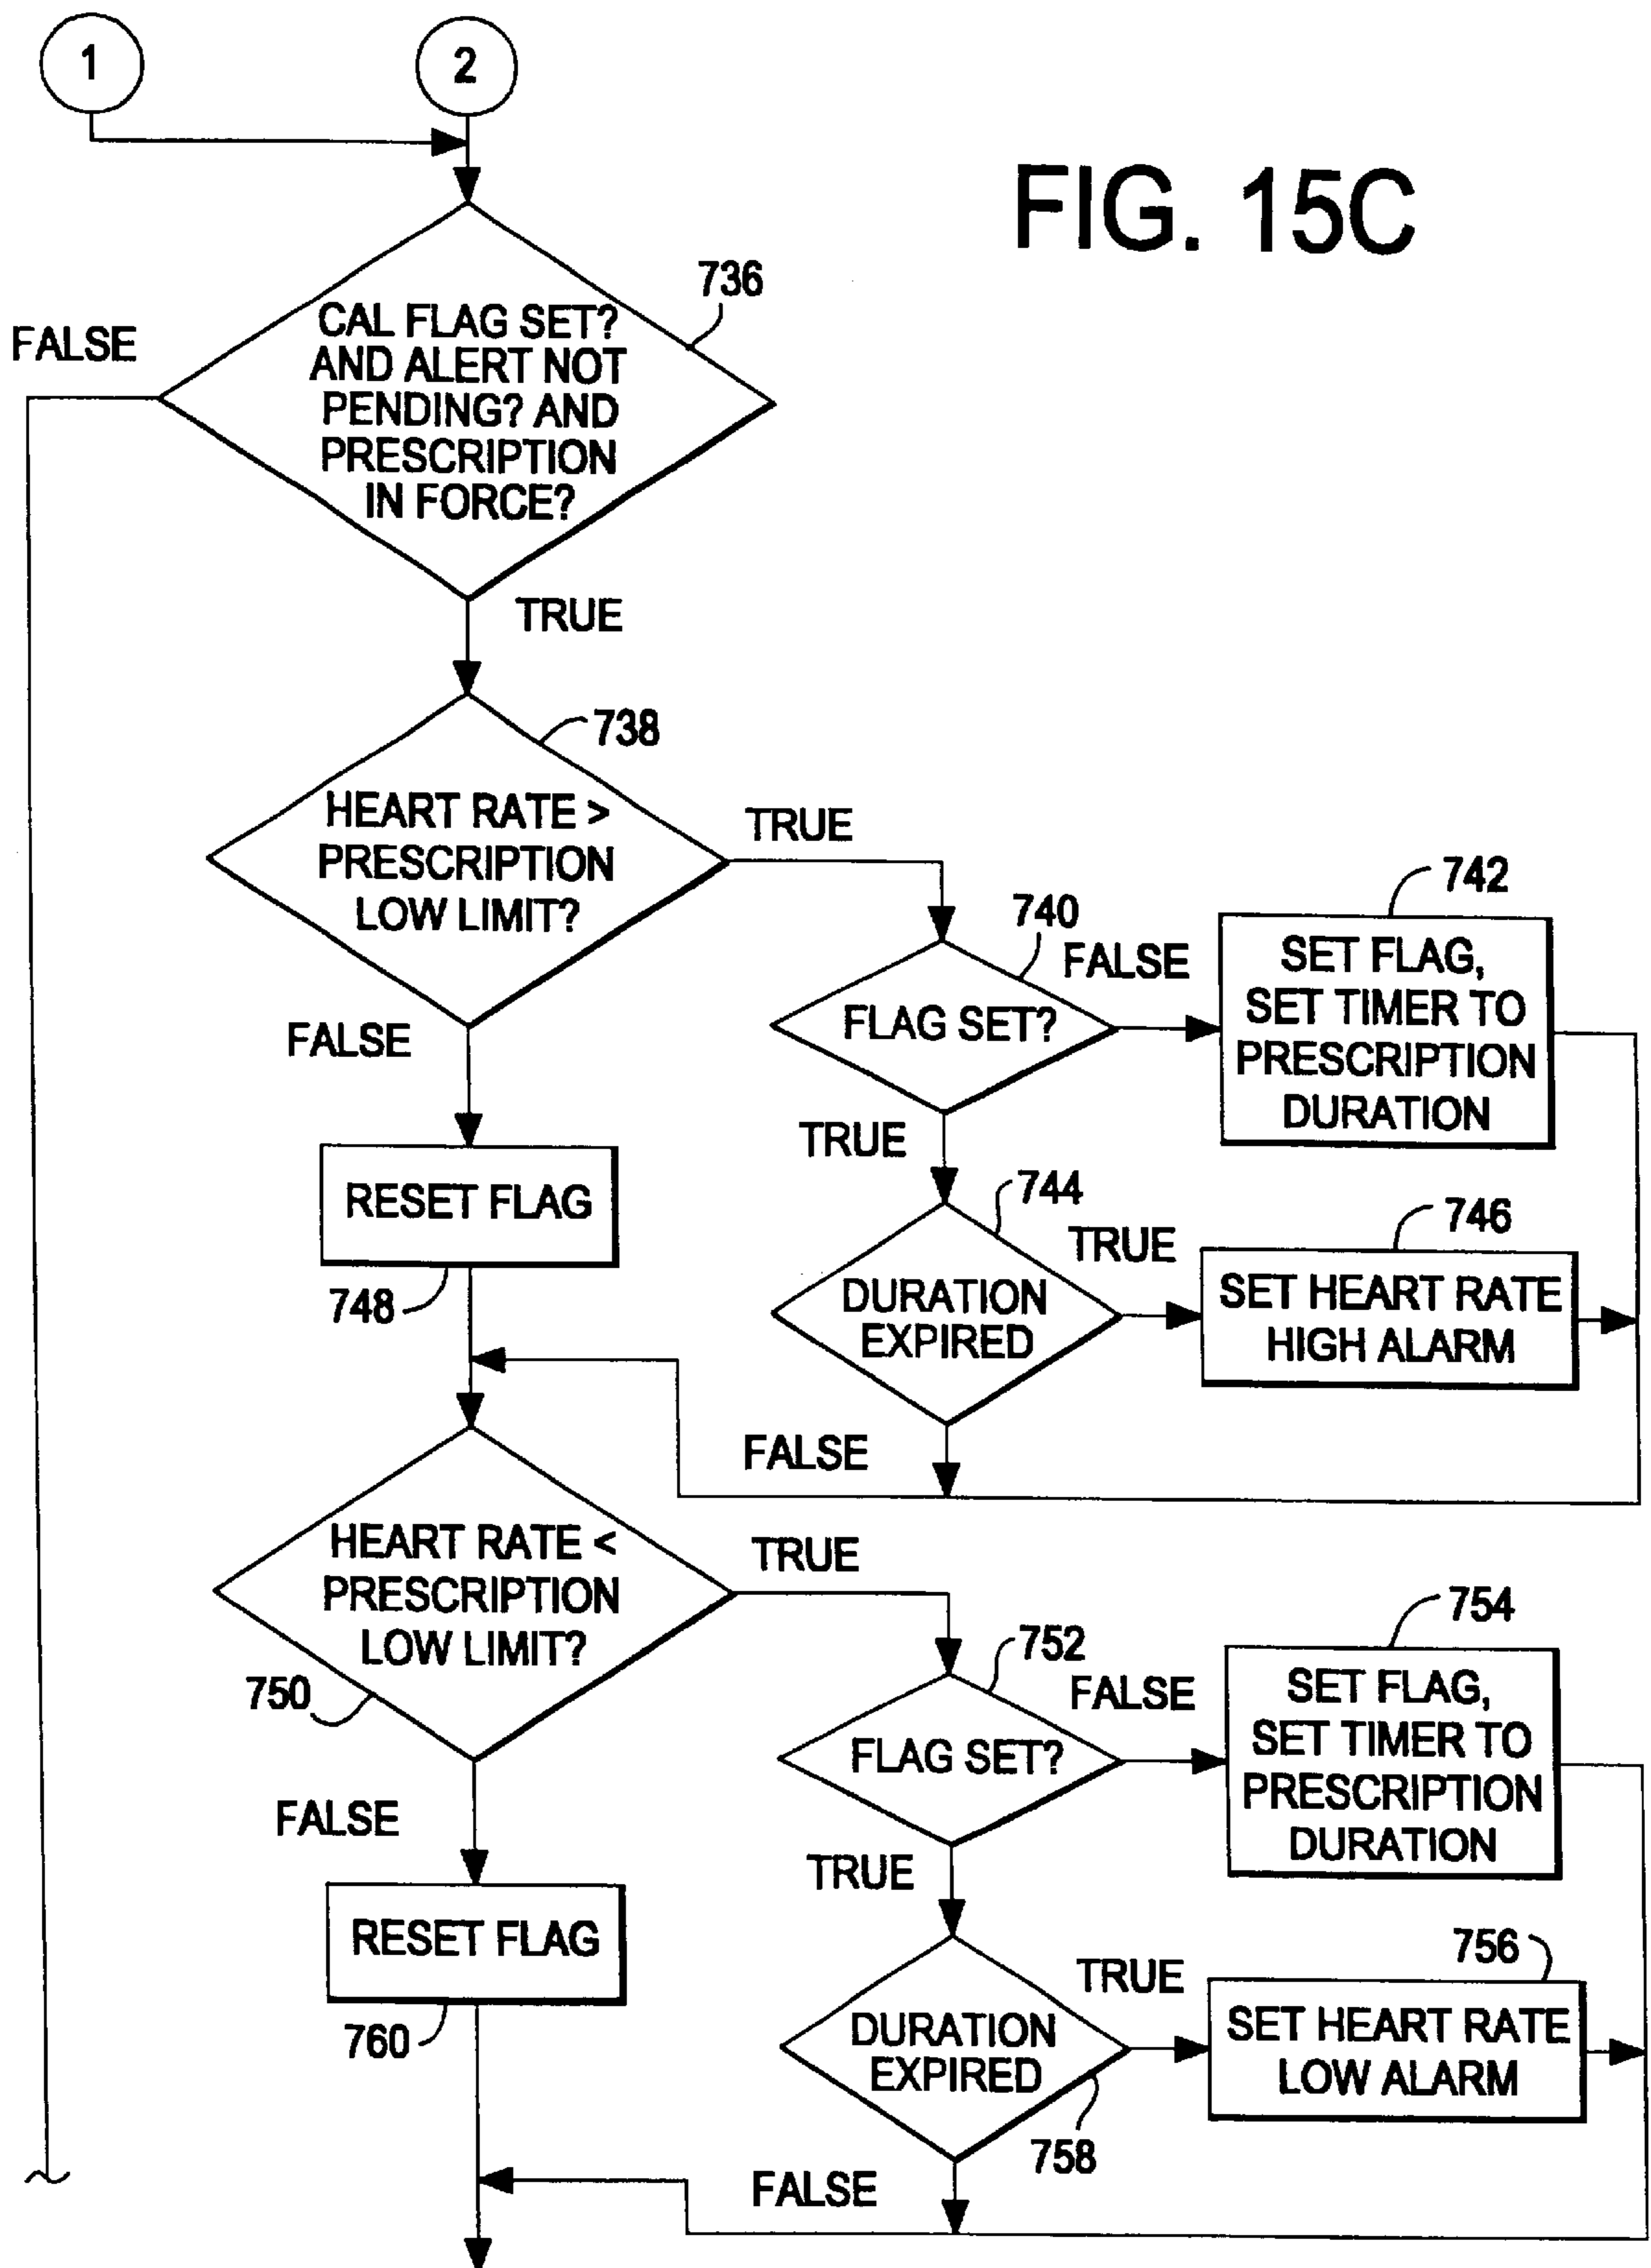 1
2
FIG. 15C
736
FALSE
CAL FLAG SET?
AND ALERT NOT
PENDING? AND
PRESCRIPTION
IN FORCE?
TRUE
738
HEART RATE >
PRESCRIPTION
LOW LIMIT?
TRUE
FALSE
740
FLAG SET?
FALSE
742
SET FLAG,
SET TIMER TO
PRESCRIPTION
DURATION
TRUE
RESET FLAG
748
744
DURATION
EXPIRED
TRUE
746
SET HEART RATE
HIGH ALARM
FALSE
HEART RATE <
PRESCRIPTION
LOW LIMIT?
750
TRUE
FALSE
752
FLAG SET?
FALSE
754
SET FLAG,
SET TIMER TO
PRESCRIPTION
DURATION
TRUE
RESET FLAG
760
DURATION
EXPIRED
758
TRUE
756
SET HEART RATE
LOW ALARM
FALSE